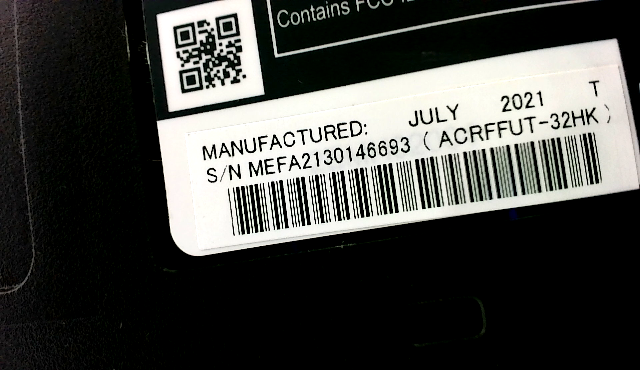 Contains FCC
MANUFACTURED: JULY 2021 T
S/N MEFA2130146693 ( ACRFFUT-32HK )